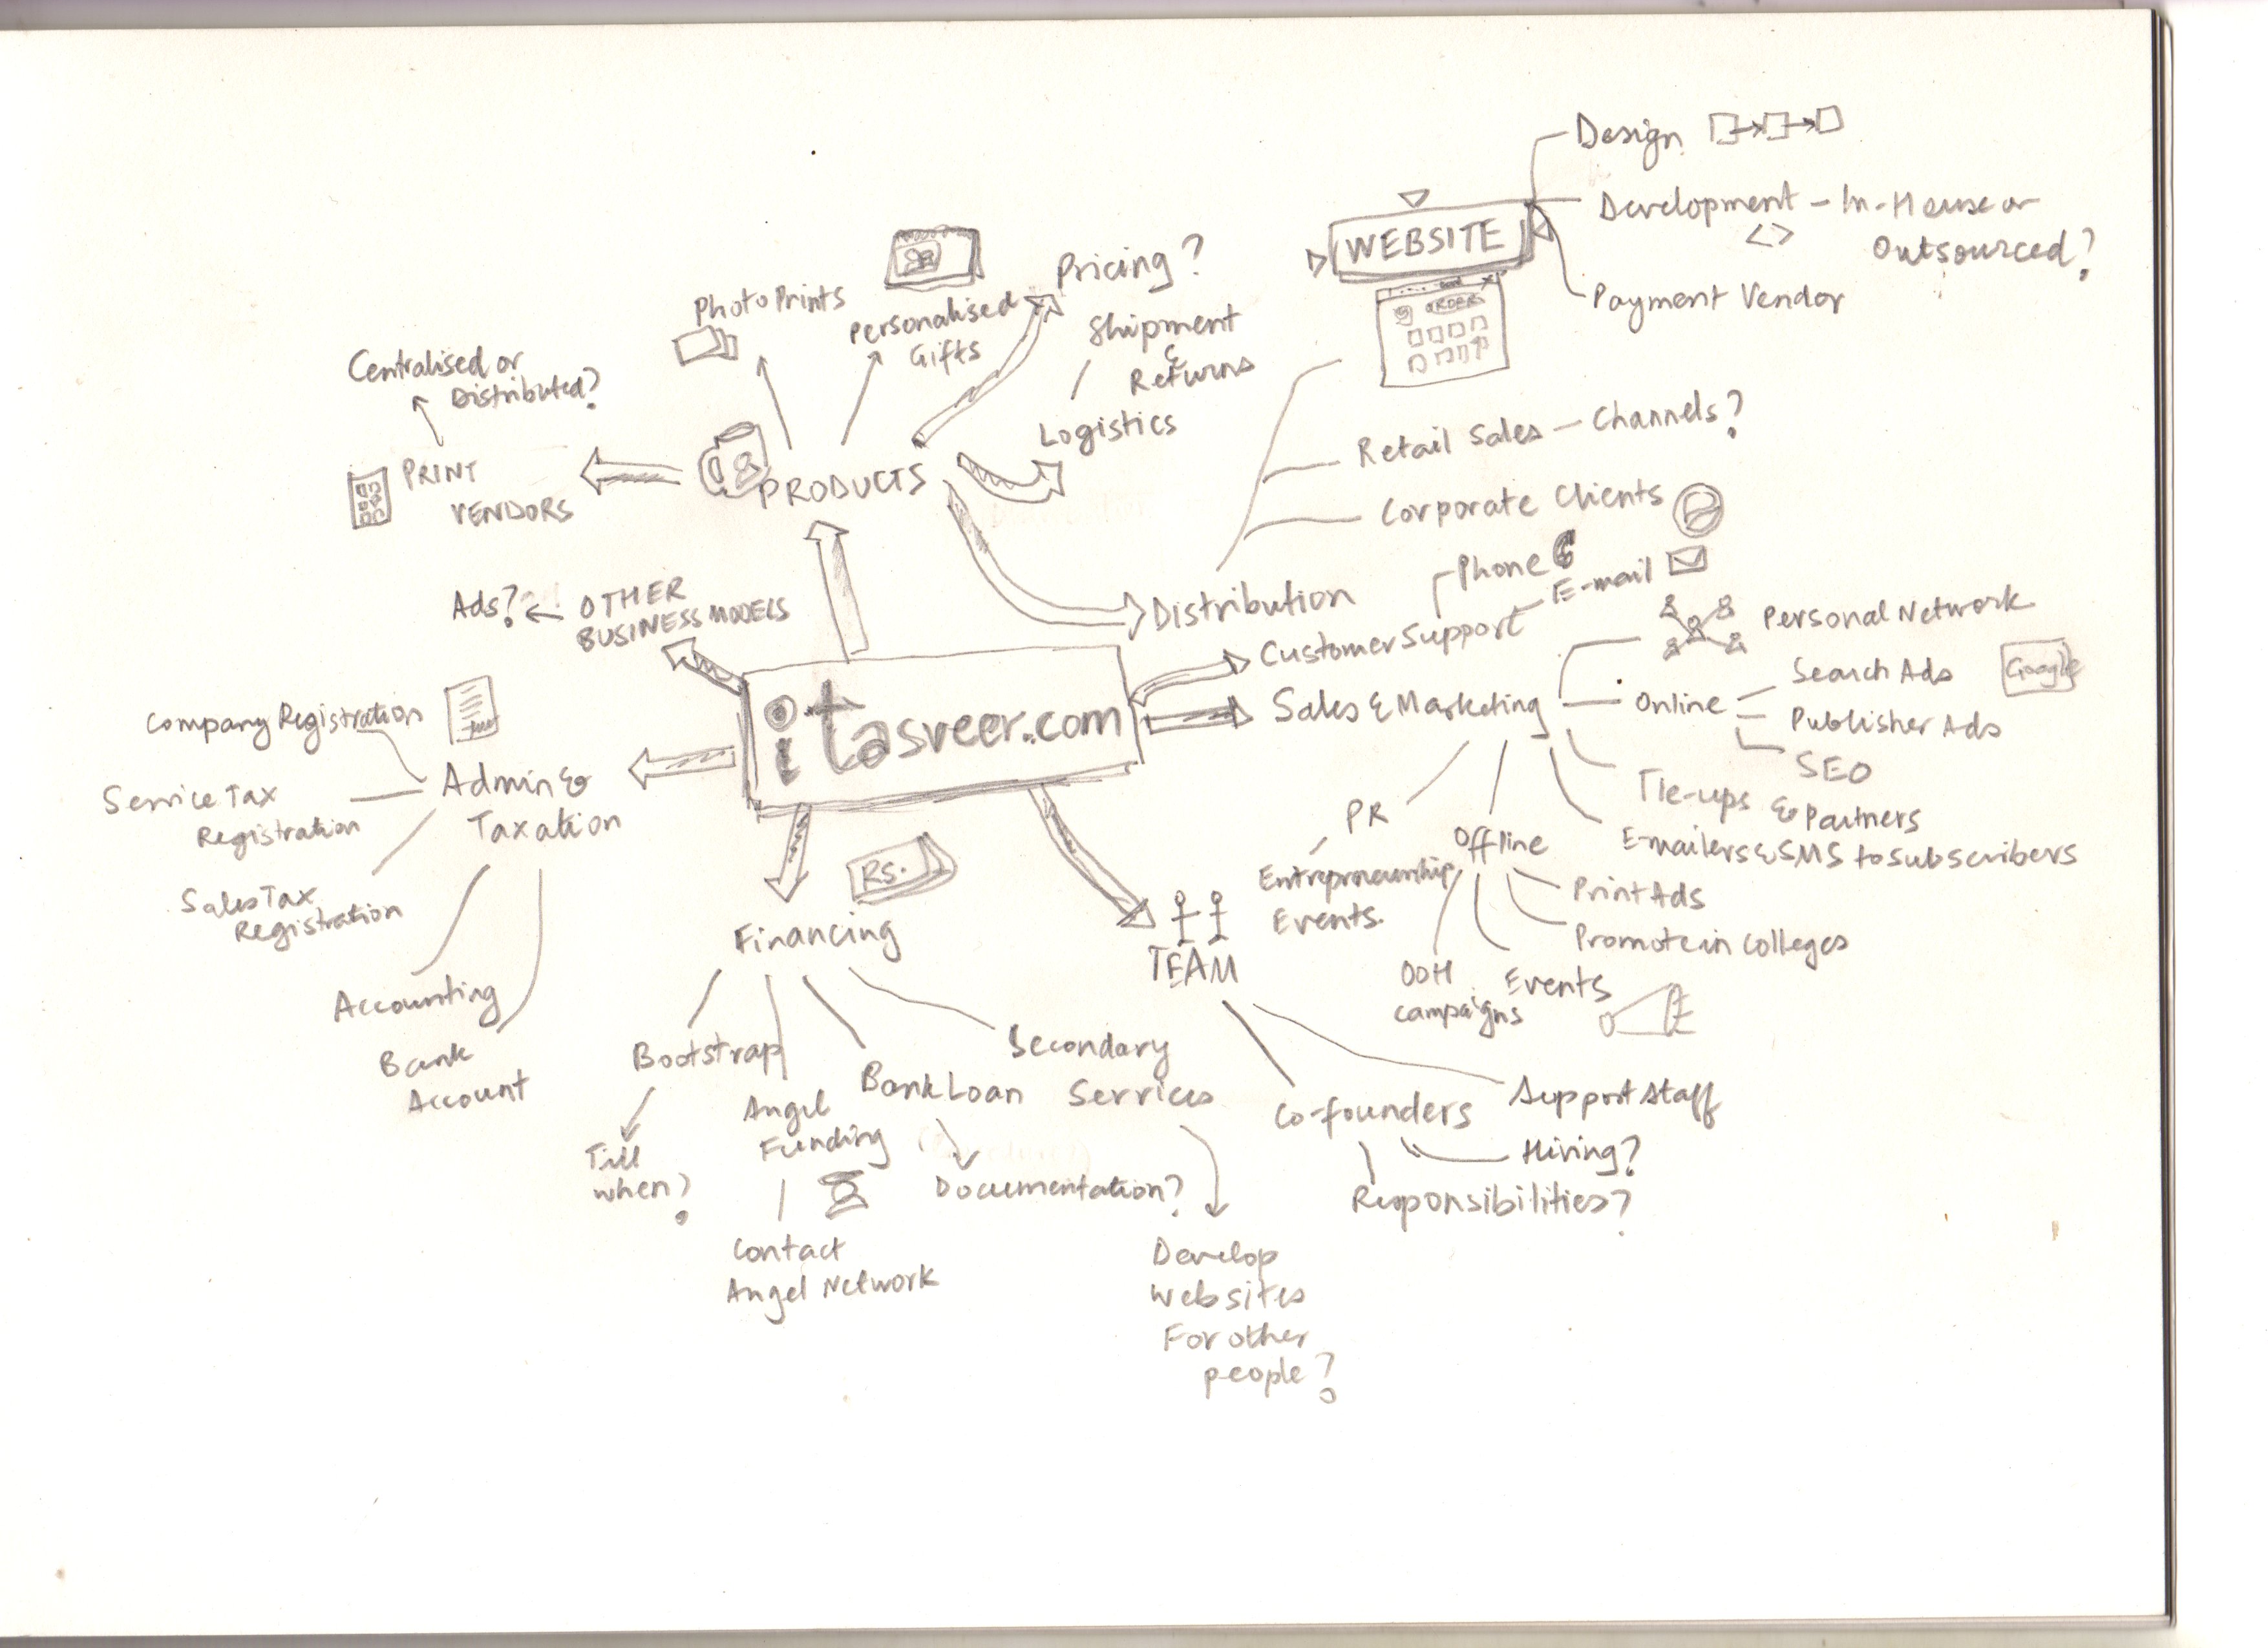 Design
Development - In-House or
<>
Outsourced?
Payment Vendor
WEBSITE
ORDER
Pricing?
Photo Prints
Personalised
Gifts
Shipment
&
Returns
Logistics
Centralised or
Distributed?
PRINT
VENDORS
PRODUCTS
Retail Sales - Channels?
Corporate Clients
Distribution
Phone
E-mail
Customer Support
Ads?
OTHER
BUSINESS MODELS
itasveer.com
Sales & Marketing
Personal Network
Online
Search Ads
Google
Publisher Ads
SEO
Tie-ups & Partners
E-mailers & SMS to subscribers
PR
Entrepreneurship
Events.
Offline
Print Ads
Promote in colleges
Events
OOH
campaigns
Company Registration
Admin &
Taxation
Service Tax
Registration
Sales Tax
Registration
Accounting
Bank
Account
RS.
Financing
Bootstrap
Till
when?
Angel
Funding
Contact
Angel Network
Bank Loan
Documentation?
Secondary
Services
Develop
websites
For other
people?
TEAM
Co-founders
Support Staff
Hiring?
Responsibilities?